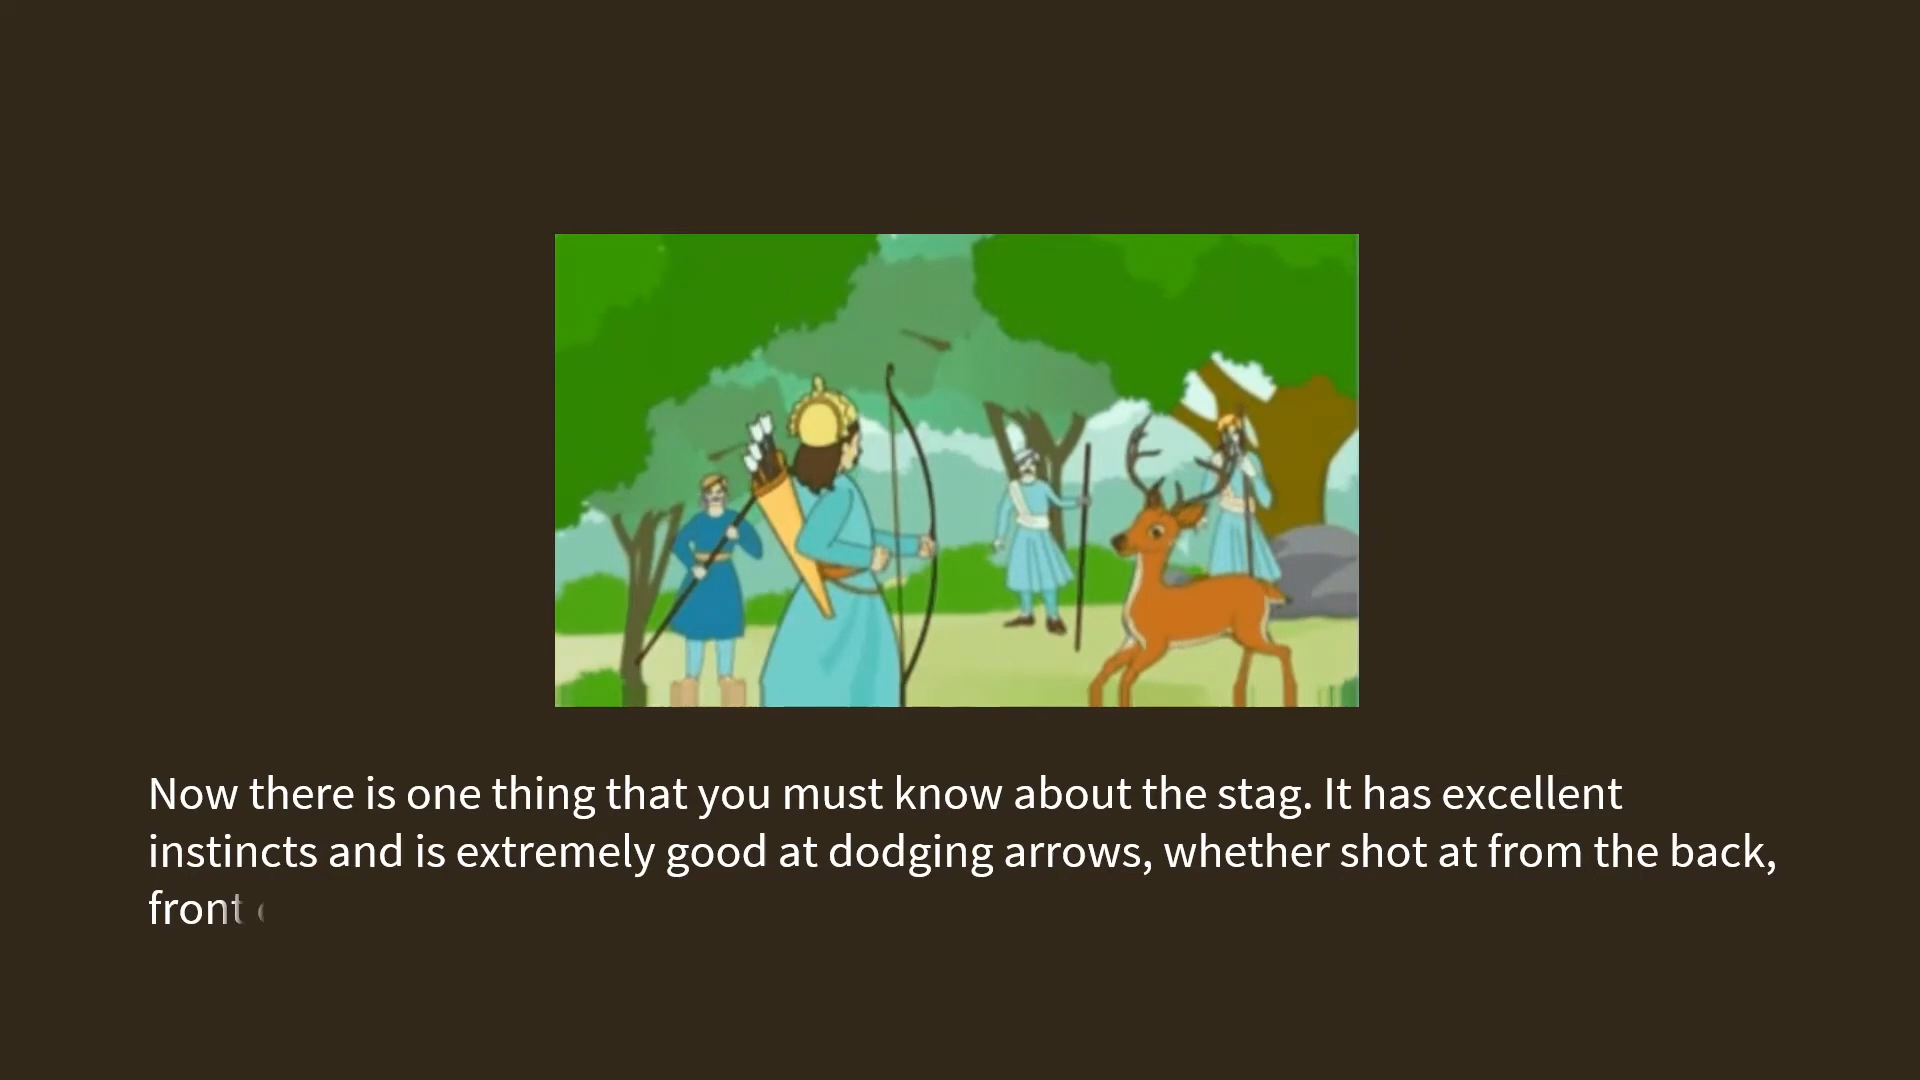 Now there is one thing that you must know about the stag. It has excellent
instincts and is extremely good at dodging arrows, whether shot at from the back,
front